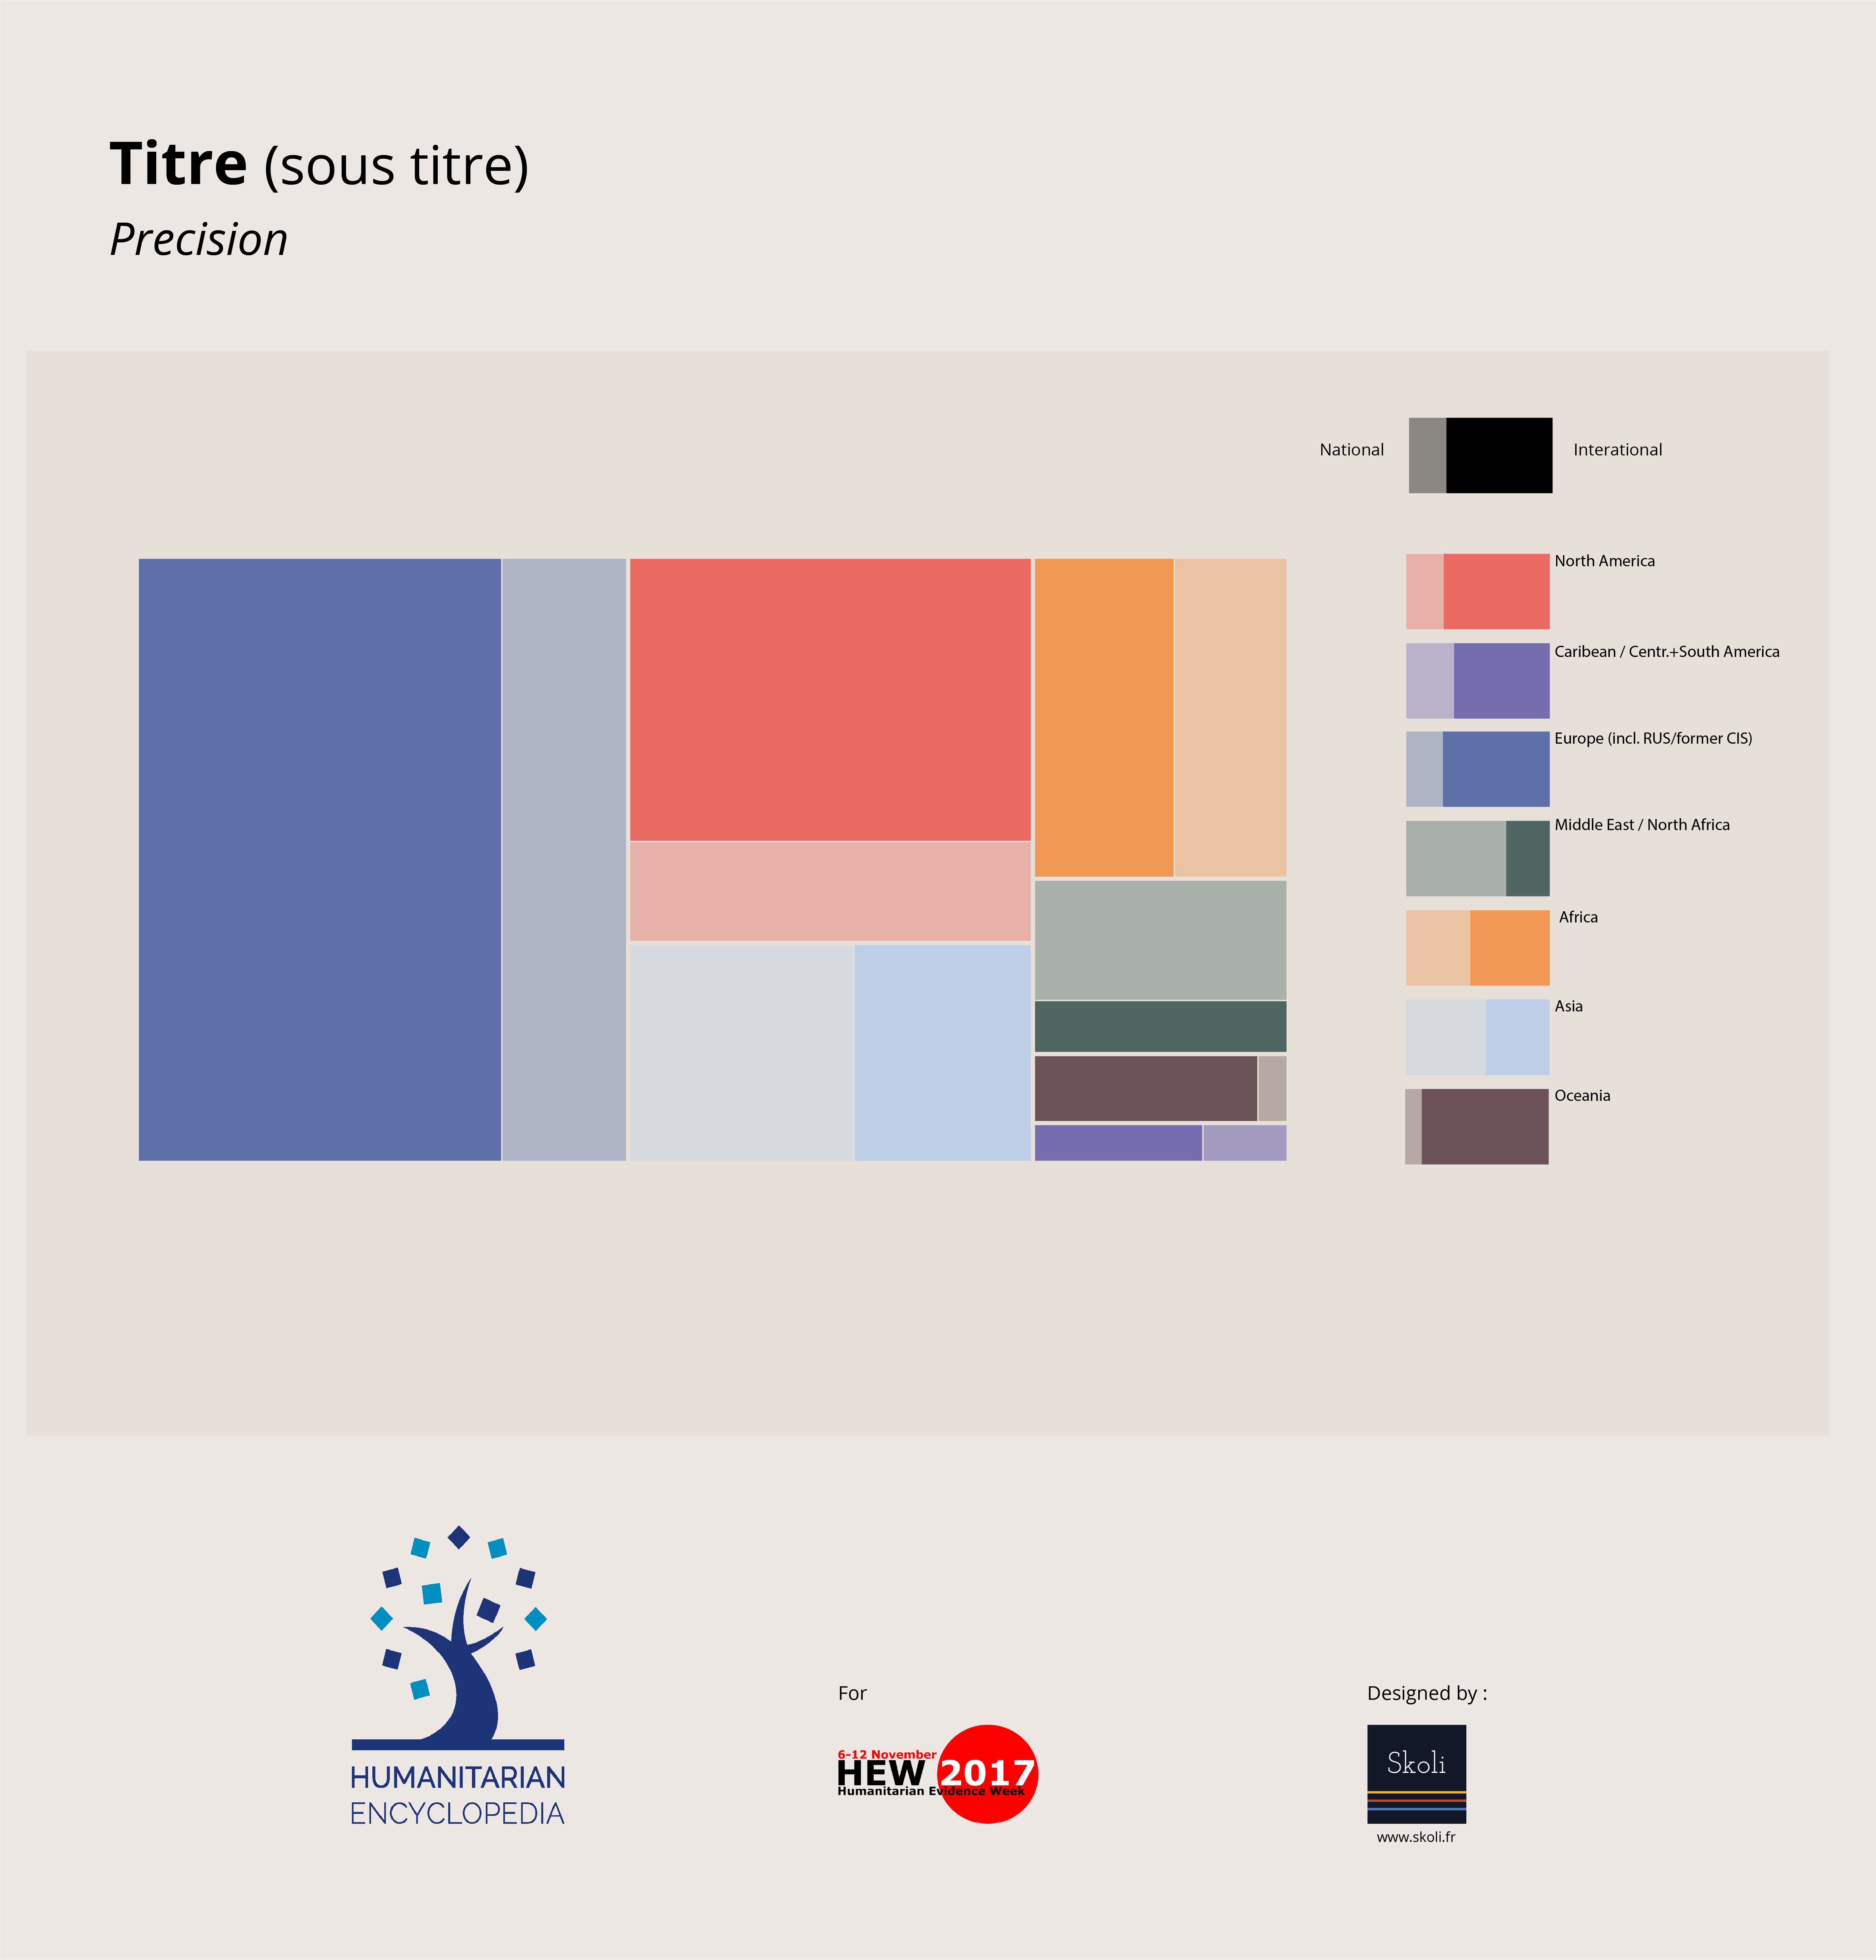 Titre (sous titre)
Precision
National
Interational
North America
Caribean / Centr.+South America
Europe (incl. RUS/former CIS)
Middle East / North Africa
Africa
Asia
Oceania
HUMANITARIAN
ENCYCLOPEDIA
For
6-12 November
HEW 2017
Humanitarian Evidence Week
Designed by :
Skoli
www.skoli.fr